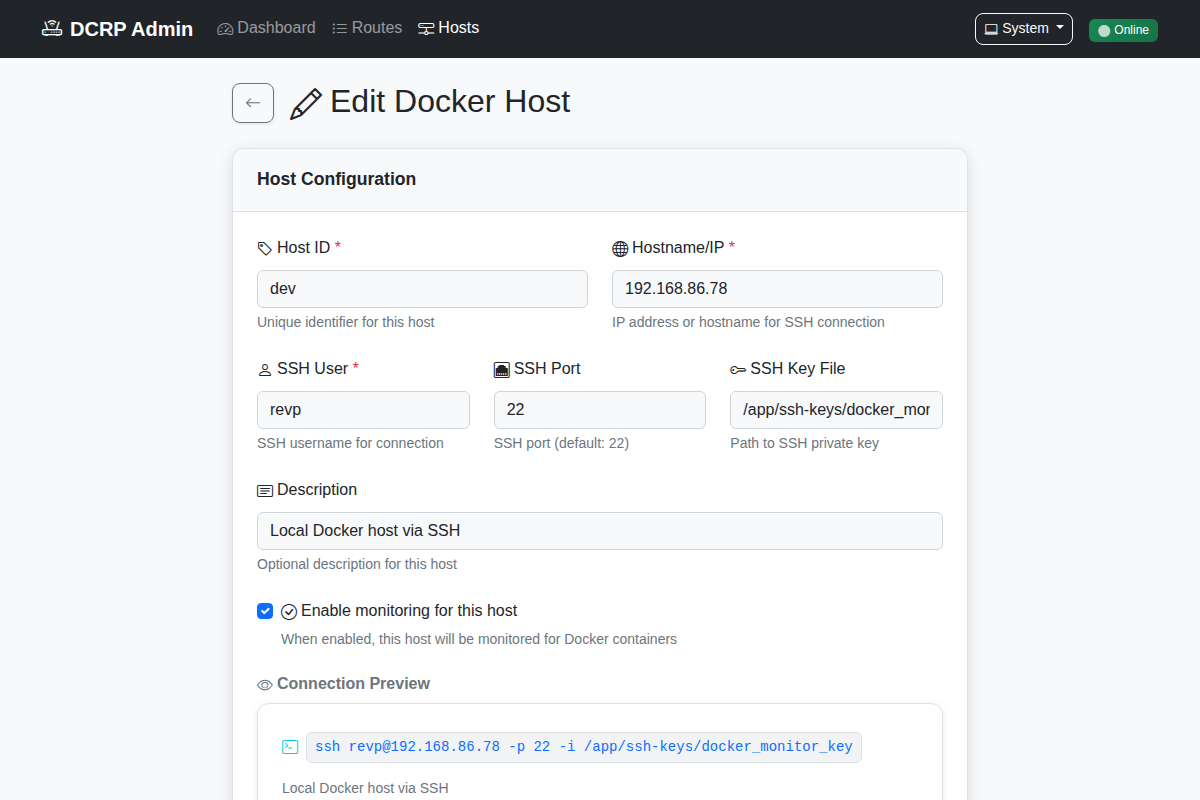 DCRP Admin Dashboard Routes Hosts System Online
Edit Docker Host
Host Configuration
Host ID * Hostname/IP *
dev 192.168.86.78
Unique identifier for this host IP address or hostname for SSH connection
SSH User * SSH Port SSH Key File
revp 22 /app/ssh-keys/docker_mor
SSH username for connection SSH port (default: 22) Path to SSH private key
Description
Local Docker host via SSH
Optional description for this host
Enable monitoring for this host
When enabled, this host will be monitored for Docker containers
Connection Preview
ssh revp@192.168.86.78 -p 22 -i /app/ssh-keys/docker_monitor_key
Local Docker host via SSH